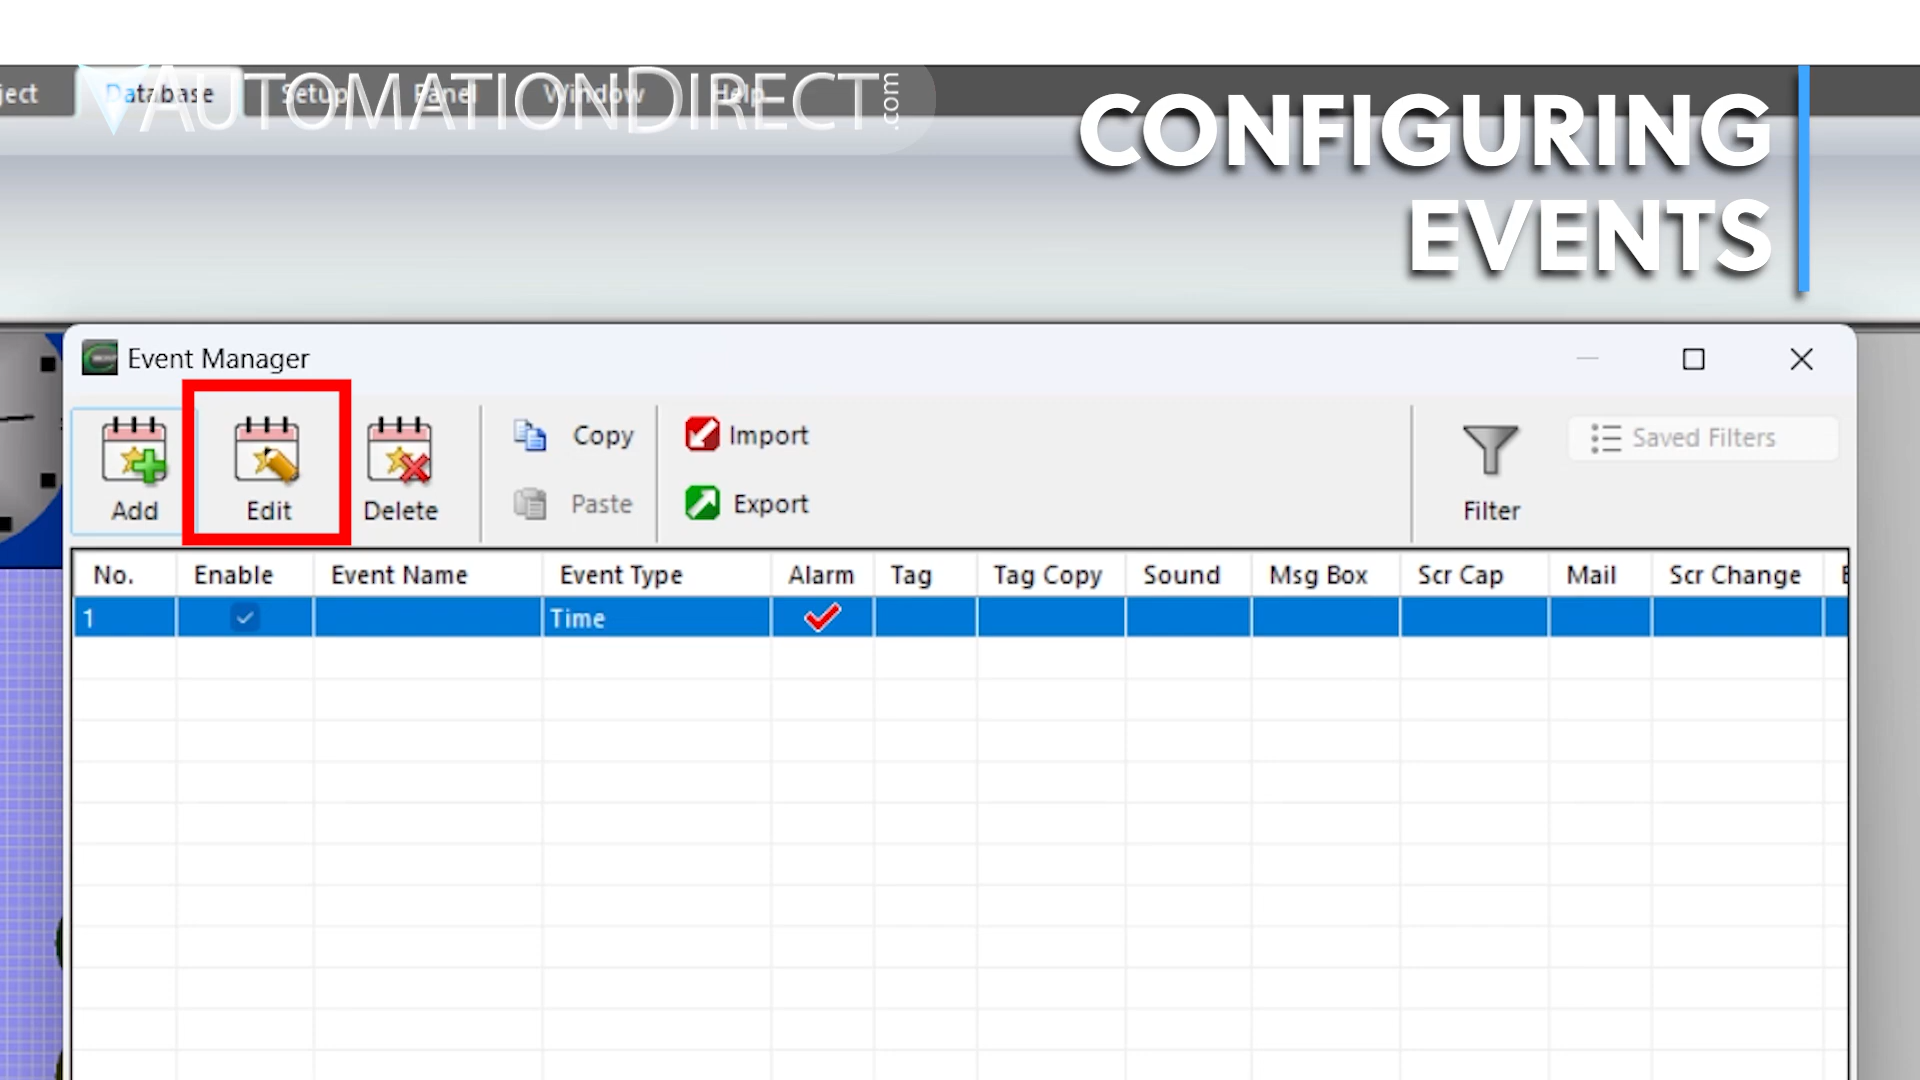 ject Database Setup Panel Window Help
AUTOMATIONDIRECT.com
CONFIGURING
EVENTS
Event Manager
Add Edit Delete Copy Paste Import Export Filter Saved Filters
No. Enable Event Name Event Type Alarm Tag Tag Copy Sound Msg Box Scr Cap Mail Scr Change
1 Time